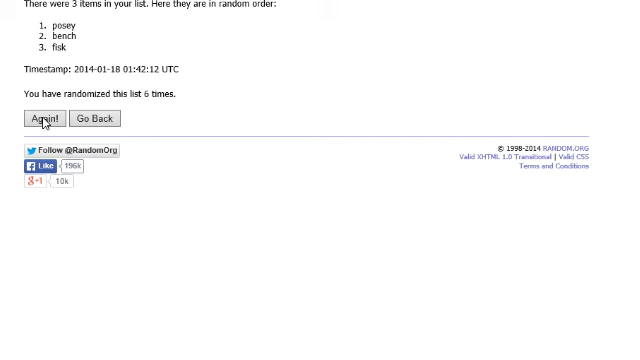 There were 3 items in your list. Here they are in random order:
1. posey
2. bench
3. fisk
Timestamp: 2014-01-18 01:42:12 UTC
You have randomized this list 6 times.
Again! Go Back
Follow @RandomOrg
Like 196k
g+1 10k
© 1998-2014 RANDOM.ORG
Valid XHTML 1.0 Transitional | Valid CSS
Terms and Conditions